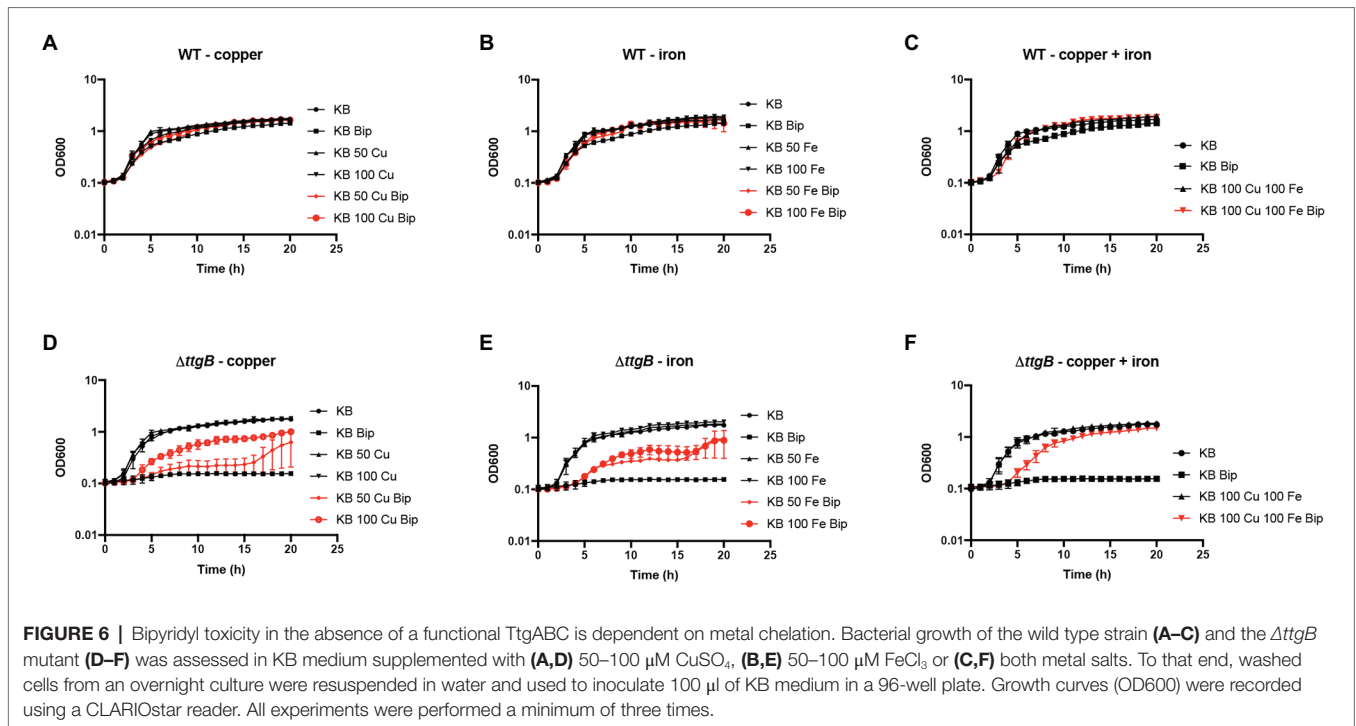 A
WT - copper
10
1
0.1
0.01
OD600
0 5 10 15 20 25
Time (h)
KB
KB Bip
KB 50 Cu
KB 100 Cu
KB 50 Cu Bip
KB 100 Cu Bip
B
WT - iron
10
1
0.1
0.01
OD600
0 5 10 15 20 25
Time (h)
KB
KB Bip
KB 50 Fe
KB 100 Fe
KB 50 Fe Bip
KB 100 Fe Bip
C
WT - copper + iron
10
1
0.1
0.01
OD600
0 5 10 15 20 25
Time (h)
KB
KB Bip
KB 100 Cu 100 Fe
KB 100 Cu 100 Fe Bip
D
ΔttgB - copper
10
1
0.1
0.01
OD600
0 5 10 15 20 25
Time (h)
KB
KB Bip
KB 50 Cu
KB 100 Cu
KB 50 Cu Bip
KB 100 Cu Bip
E
ΔttgB - iron
10
1
0.1
0.01
OD600
0 5 10 15 20 25
Time (h)
KB
KB Bip
KB 50 Fe
KB 100 Fe
KB 50 Fe Bip
KB 100 Fe Bip
F
ΔttgB - copper + iron
10
1
0.1
0.01
OD600
0 5 10 15 20 25
Time (h)
KB
KB Bip
KB 100 Cu 100 Fe
KB 100 Cu 100 Fe Bip
FIGURE 6 | Bipyridyl toxicity in the absence of a functional TtgABC is dependent on metal chelation. Bacterial growth of the wild type strain (A–C) and the ΔttgB
mutant (D–F) was assessed in KB medium supplemented with (A,D) 50–100 μM CuSO₄, (B,E) 50–100 μM FeCl₃ or (C,F) both metal salts. To that end, washed
cells from an overnight culture were resuspended in water and used to inoculate 100 μl of KB medium in a 96-well plate. Growth curves (OD600) were recorded
using a CLARIOstar reader. All experiments were performed a minimum of three times.